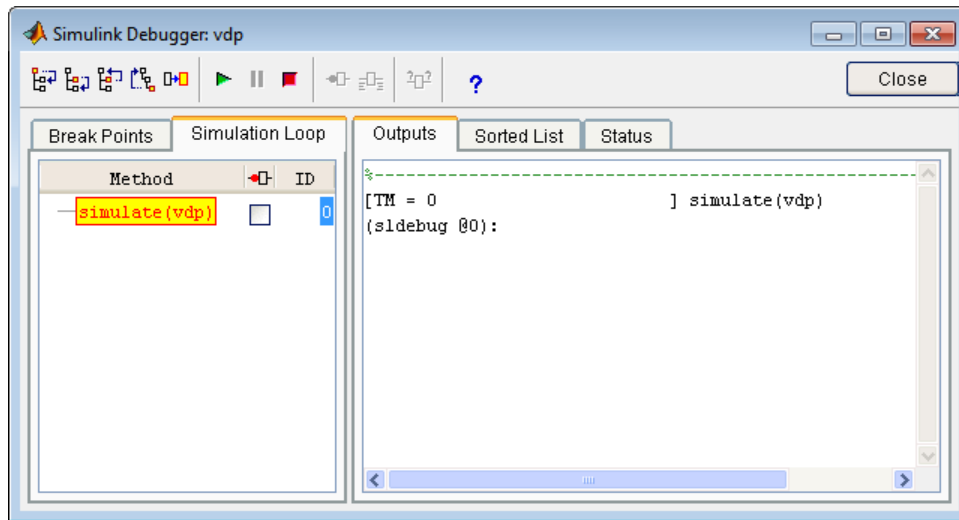 Simulink Debugger: vdp
Close
Break Points Simulation Loop
Outputs Sorted List Status
Method ID
simulate(vdp) 0
%----------------------------------------------------------
[TM = 0 ] simulate(vdp)
(sldebug @0):